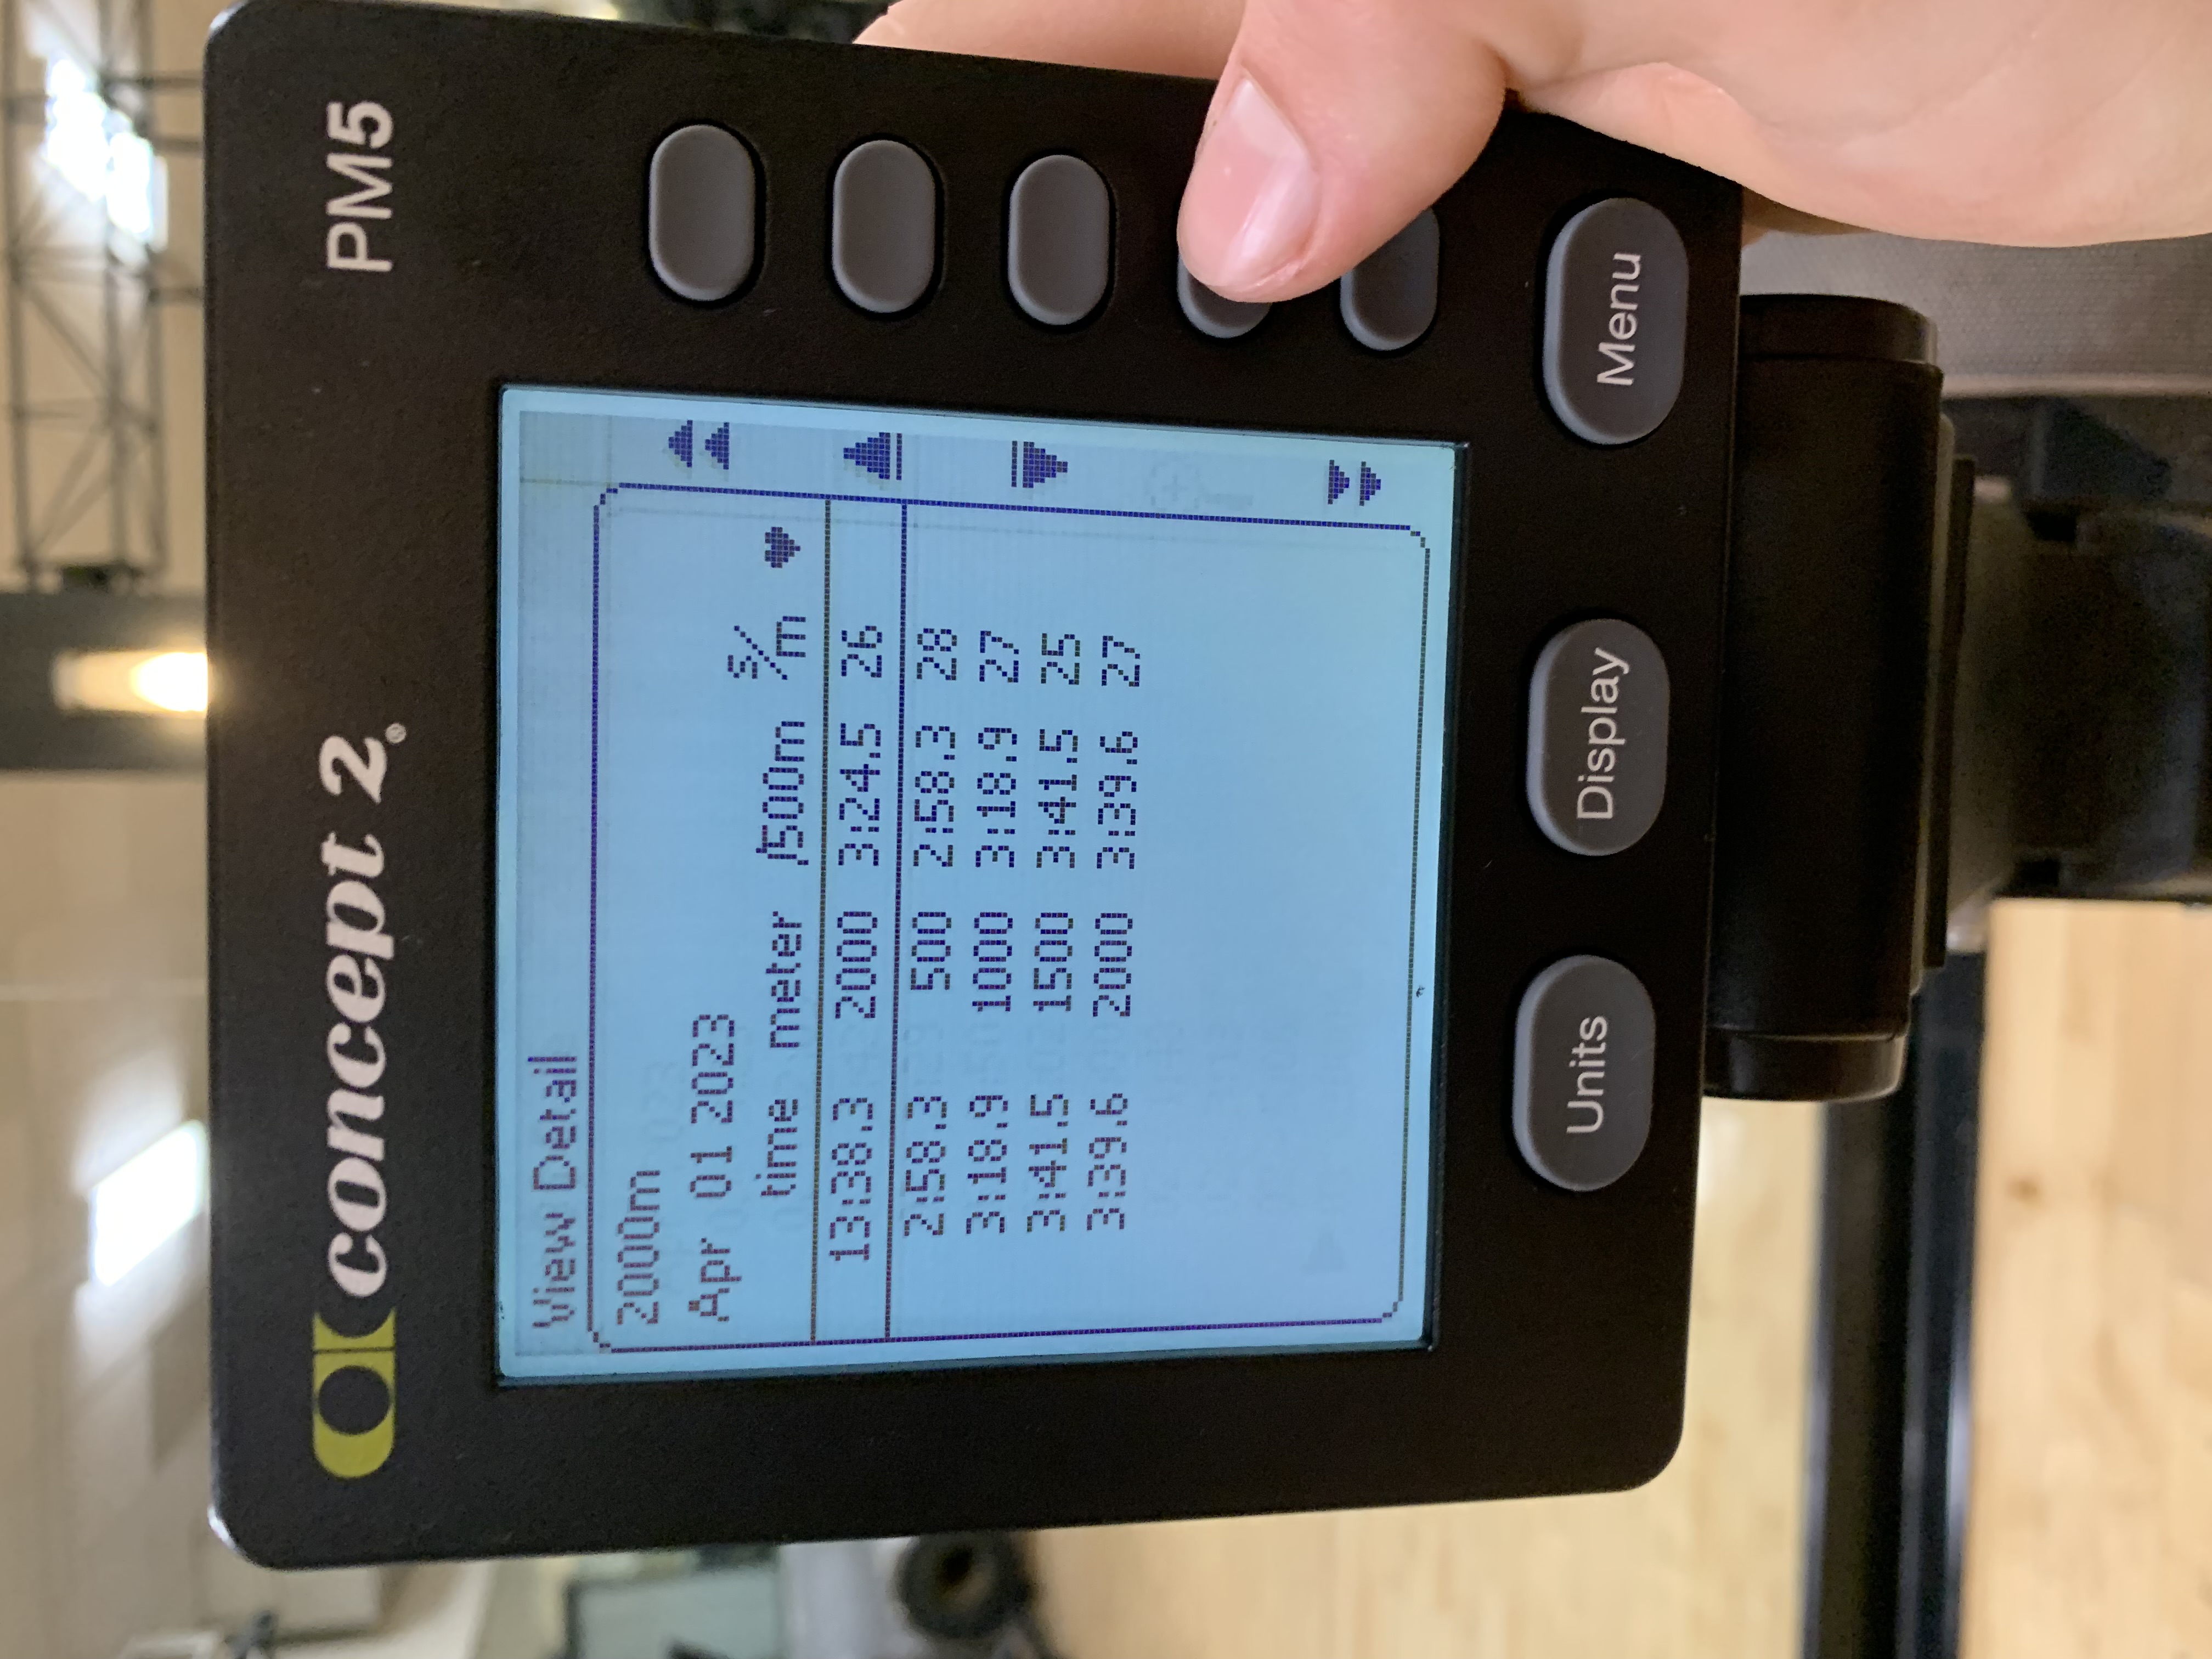 concept 2® PM5
View Detail
2000m
Apr 01 2023
time meter /500m s/m ♥
13:38.3 2000 3:24.5 26
2:58.3 500 2:58.3 28
3:18.9 1000 3:18.9 27
3:41.5 1500 3:41.5 25
3:39.6 2000 3:39.6 27
Units Display Menu